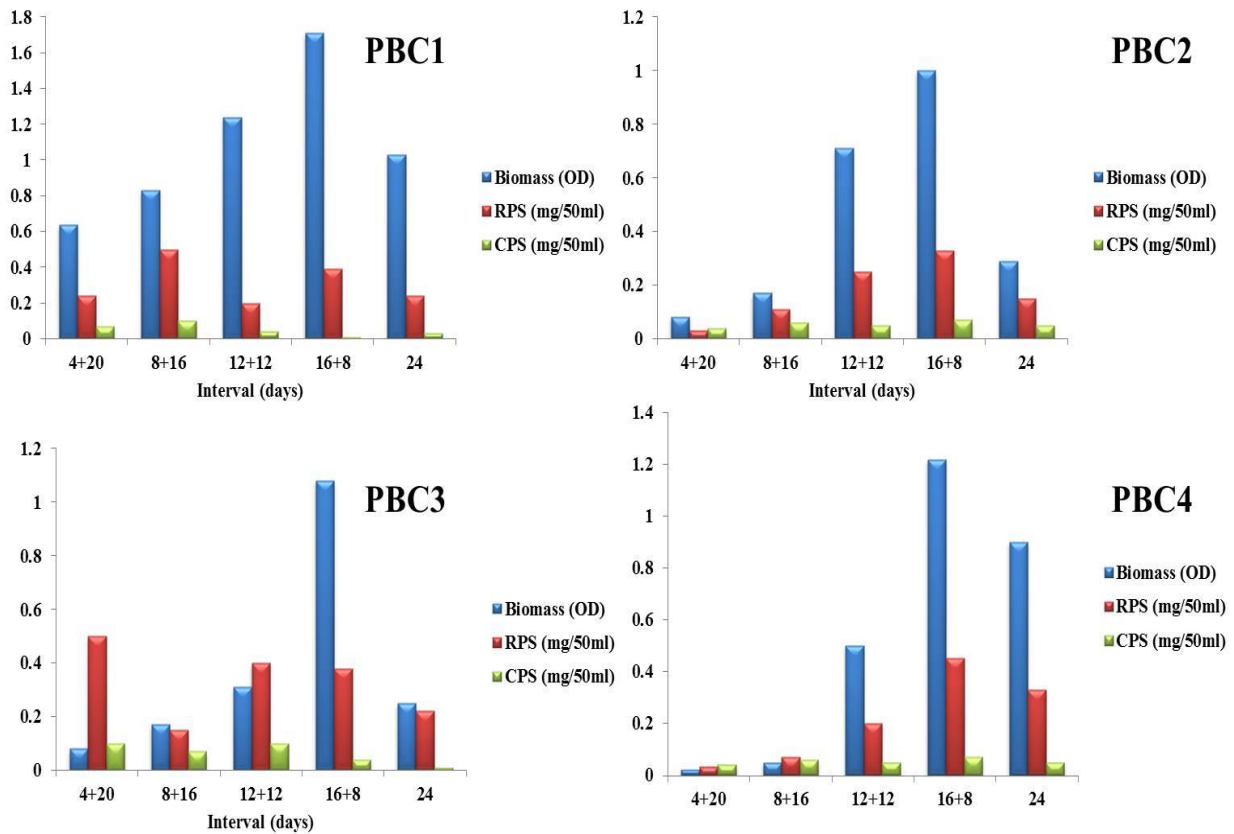 PBC1
1.8
1.6
1.4
1.2
1
0.8
0.6
0.4
0.2
0
4+20 8+16 12+12 16+8 24
Interval (days)
Biomass (OD)
RPS (mg/50ml)
CPS (mg/50ml)
PBC2
1.2
1
0.8
0.6
0.4
0.2
0
4+20 8+16 12+12 16+8 24
Interval (days)
Biomass (OD)
RPS (mg/50ml)
CPS (mg/50ml)
PBC3
1.2
1
0.8
0.6
0.4
0.2
0
4+20 8+16 12+12 16+8 24
Interval (days)
Biomass (OD)
RPS (mg/50ml)
CPS (mg/50ml)
PBC4
1.4
1.2
1
0.8
0.6
0.4
0.2
0
4+20 8+16 12+12 16+8 24
Biomass (OD)
RPS (mg/50ml)
CPS (mg/50ml)